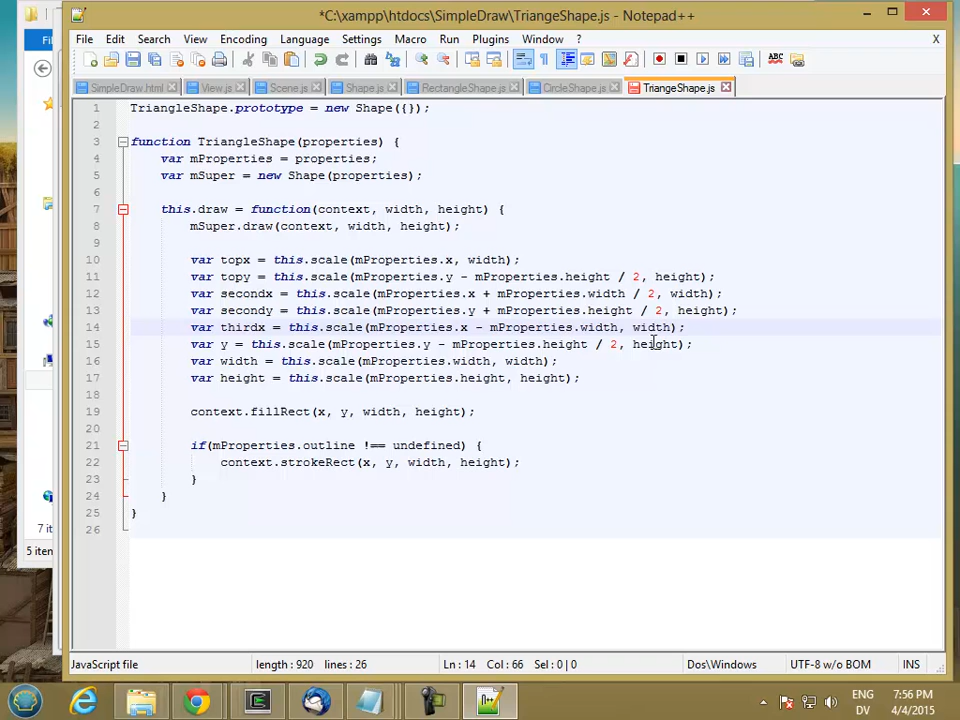 *C:\xampp\htdocs\SimpleDraw\TriangeShape.js - Notepad++
Fi
File Edit Search View Encoding Language Settings Macro Run Plugins Window ? X
SimpleDraw.html View.js Scene.js Shape.js RectangleShape.js CircleShape.js TriangeShape.js
1 TriangleShape.prototype = new Shape({});
2
3 function TriangleShape(properties) {
4 var mProperties = properties;
5 var mSuper = new Shape(properties);
6
7 this.draw = function(context, width, height) {
8 mSuper.draw(context, width, height);
9
10 var topx = this.scale(mProperties.x, width);
11 var topy = this.scale(mProperties.y - mProperties.height / 2, height);
12 var secondx = this.scale(mProperties.x + mProperties.width / 2, width);
13 var secondy = this.scale(mProperties.y + mProperties.height / 2, height);
14 var thirdx = this.scale(mProperties.x - mProperties.width, width);
15 var y = this.scale(mProperties.y - mProperties.height / 2, height);
16 var width = this.scale(mProperties.width, width);
17 var height = this.scale(mProperties.height, height);
18
19 context.fillRect(x, y, width, height);
20
21 if(mProperties.outline !== undefined) {
22 context.strokeRect(x, y, width, height);
23 }
24 }
25 }
26
7 it
5 item
JavaScript file length : 920 lines : 26 Ln : 14 Col : 66 Sel : 0 | 0 Dos\Windows UTF-8 w/o BOM INS
ENG 7:56 PM
DV 4/4/2015